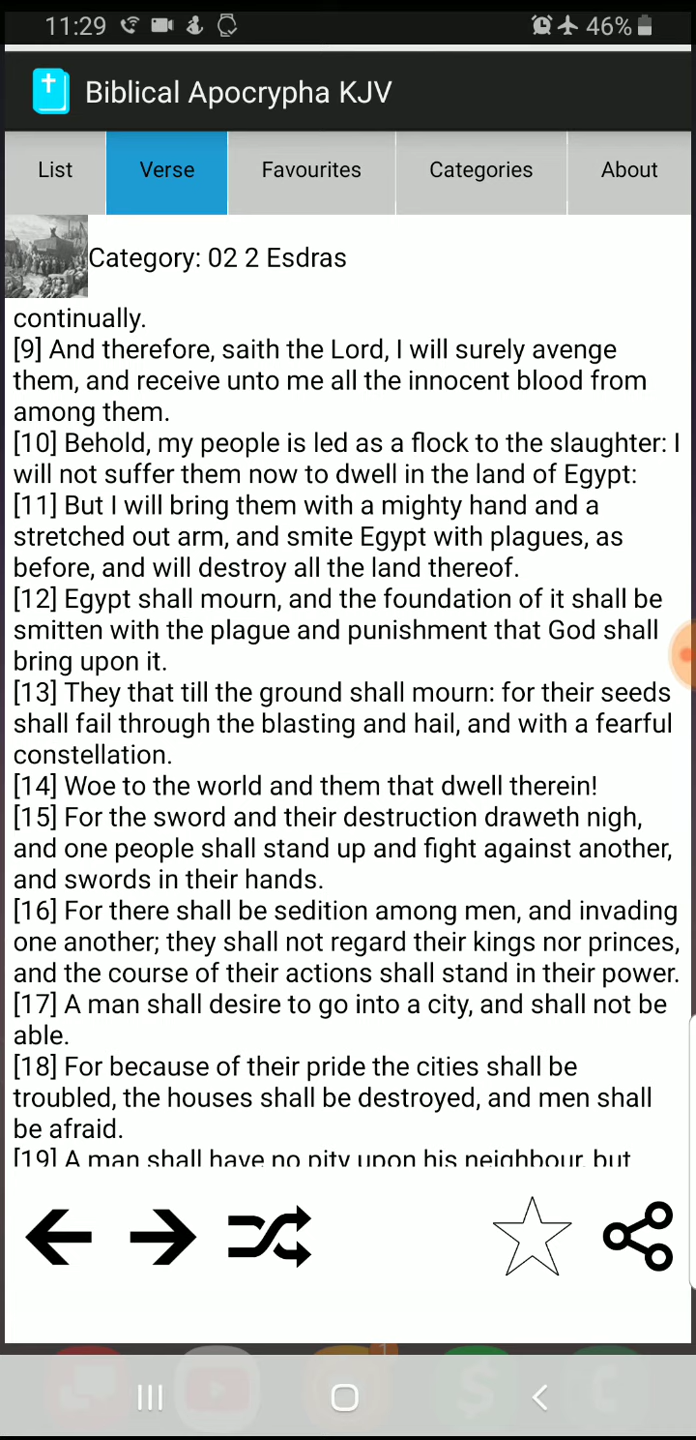 11:29
46%
Biblical Apocrypha KJV
List Verse Favourites Categories About
Category: 02 2 Esdras
continually.
[9] And therefore, saith the Lord, I will surely avenge
them, and receive unto me all the innocent blood from
among them.
[10] Behold, my people is led as a flock to the slaughter: I
will not suffer them now to dwell in the land of Egypt:
[11] But I will bring them with a mighty hand and a
stretched out arm, and smite Egypt with plagues, as
before, and will destroy all the land thereof.
[12] Egypt shall mourn, and the foundation of it shall be
smitten with the plague and punishment that God shall
bring upon it.
[13] They that till the ground shall mourn: for their seeds
shall fail through the blasting and hail, and with a fearful
constellation.
[14] Woe to the world and them that dwell therein!
[15] For the sword and their destruction draweth nigh,
and one people shall stand up and fight against another,
and swords in their hands.
[16] For there shall be sedition among men, and invading
one another; they shall not regard their kings nor princes,
and the course of their actions shall stand in their power.
[17] A man shall desire to go into a city, and shall not be
able.
[18] For because of their pride the cities shall be
troubled, the houses shall be destroyed, and men shall
be afraid.
[19] A man shall have no pity upon his neighbour, but
1